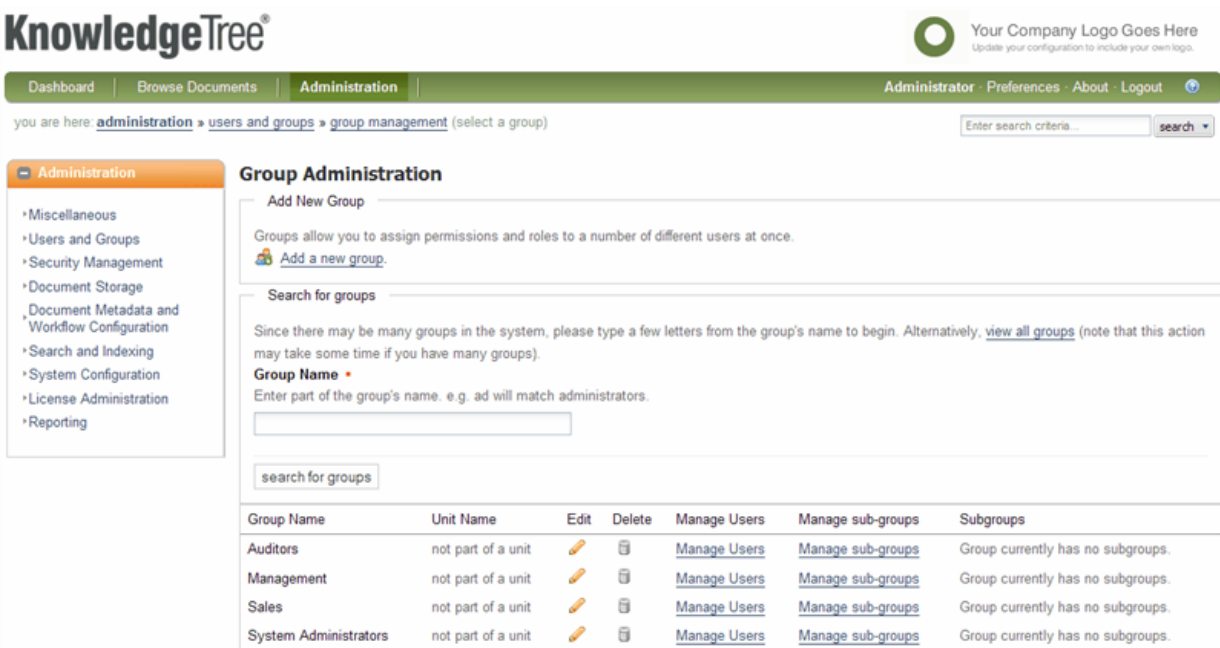 KnowledgeTree®
Your Company Logo Goes Here
Update your configuration to include your own logo.
Dashboard Browse Documents Administration Administrator · Preferences · About · Logout ?
you are here: administration » users and groups » group management (select a group)
Enter search criteria... search
Administration
Miscellaneous
Users and Groups
Security Management
Document Storage
Document Metadata and
Workflow Configuration
Search and Indexing
System Configuration
License Administration
Reporting
Group Administration
Add New Group
Groups allow you to assign permissions and roles to a number of different users at once.
Add a new group.
Search for groups
Since there may be many groups in the system, please type a few letters from the group's name to begin. Alternatively, view all groups (note that this action
may take some time if you have many groups).
Group Name
Enter part of the group's name. e.g. ad will match administrators.
search for groups
Group Name Unit Name Edit Delete Manage Users Manage sub-groups Subgroups
Auditors not part of a unit Manage Users Manage sub-groups Group currently has no subgroups.
Management not part of a unit Manage Users Manage sub-groups Group currently has no subgroups.
Sales not part of a unit Manage Users Manage sub-groups Group currently has no subgroups.
System Administrators not part of a unit Manage Users Manage sub-groups Group currently has no subgroups.